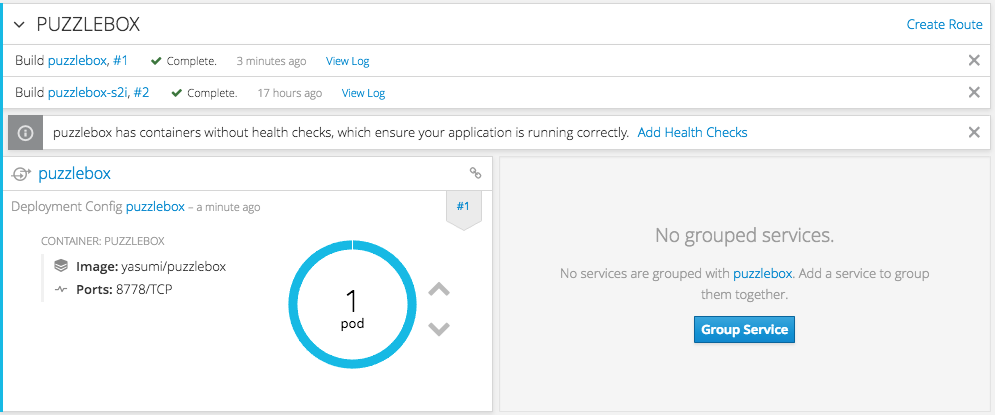 PUZZLEBOX
Create Route
Build puzzlebox, #1 Complete. 3 minutes ago View Log
Build puzzlebox-s2i, #2 Complete. 17 hours ago View Log
puzzlebox has containers without health checks, which ensure your application is running correctly. Add Health Checks
puzzlebox
Deployment Config puzzlebox – a minute ago
#1
CONTAINER: PUZZLEBOX
Image: yasumi/puzzlebox
Ports: 8778/TCP
1
pod
No grouped services.
No services are grouped with puzzlebox. Add a service to group
them together.
Group Service